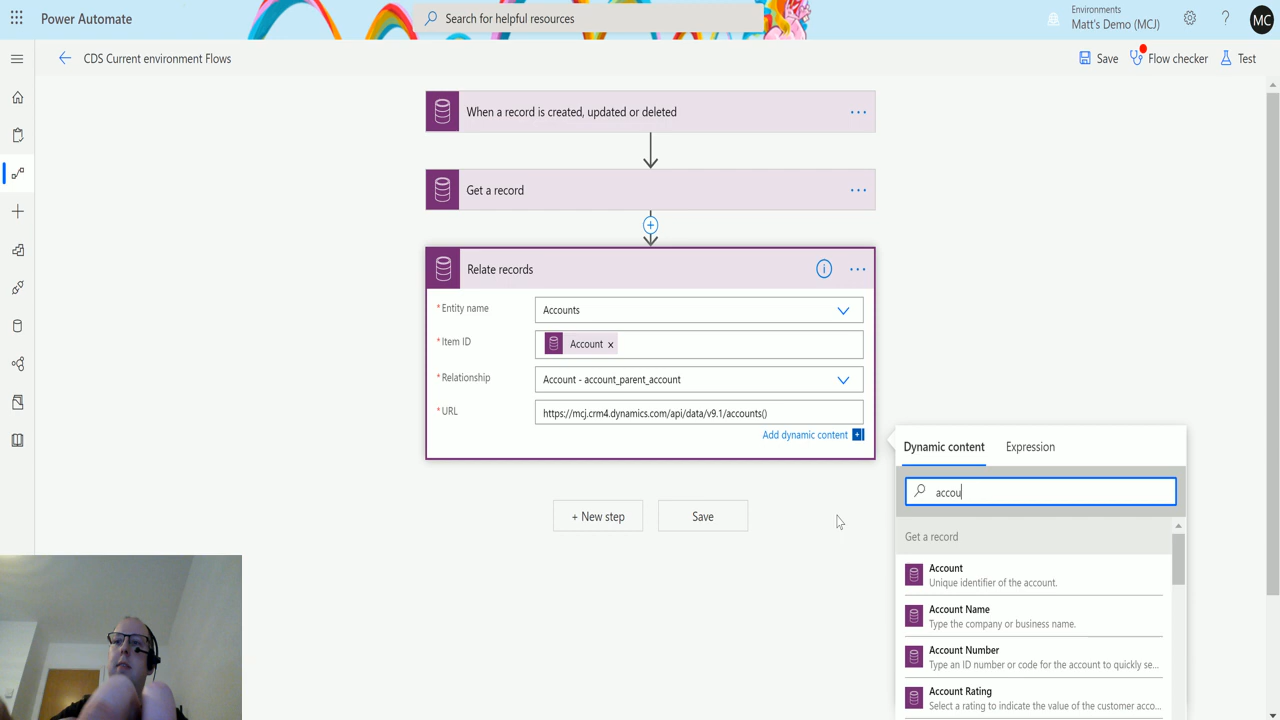 Power Automate
Search for helpful resources
Environments
Matt's Demo (MCJ)
MC
CDS Current environment Flows
Save
Flow checker
Test
When a record is created, updated or deleted
Get a record
Relate records
*Entity name
Accounts
*Item ID
Account x
*Relationship
Account - account_parent_account
*URL
https://mcj.crm4.dynamics.com/api/data/v9.1/accounts()
Add dynamic content
+ New step
Save
Dynamic content
Expression
accou
Get a record
Account
Unique identifier of the account.
Account Name
Type the company or business name.
Account Number
Type an ID number or code for the account to quickly se...
Account Rating
Select a rating to indicate the value of the customer acco...